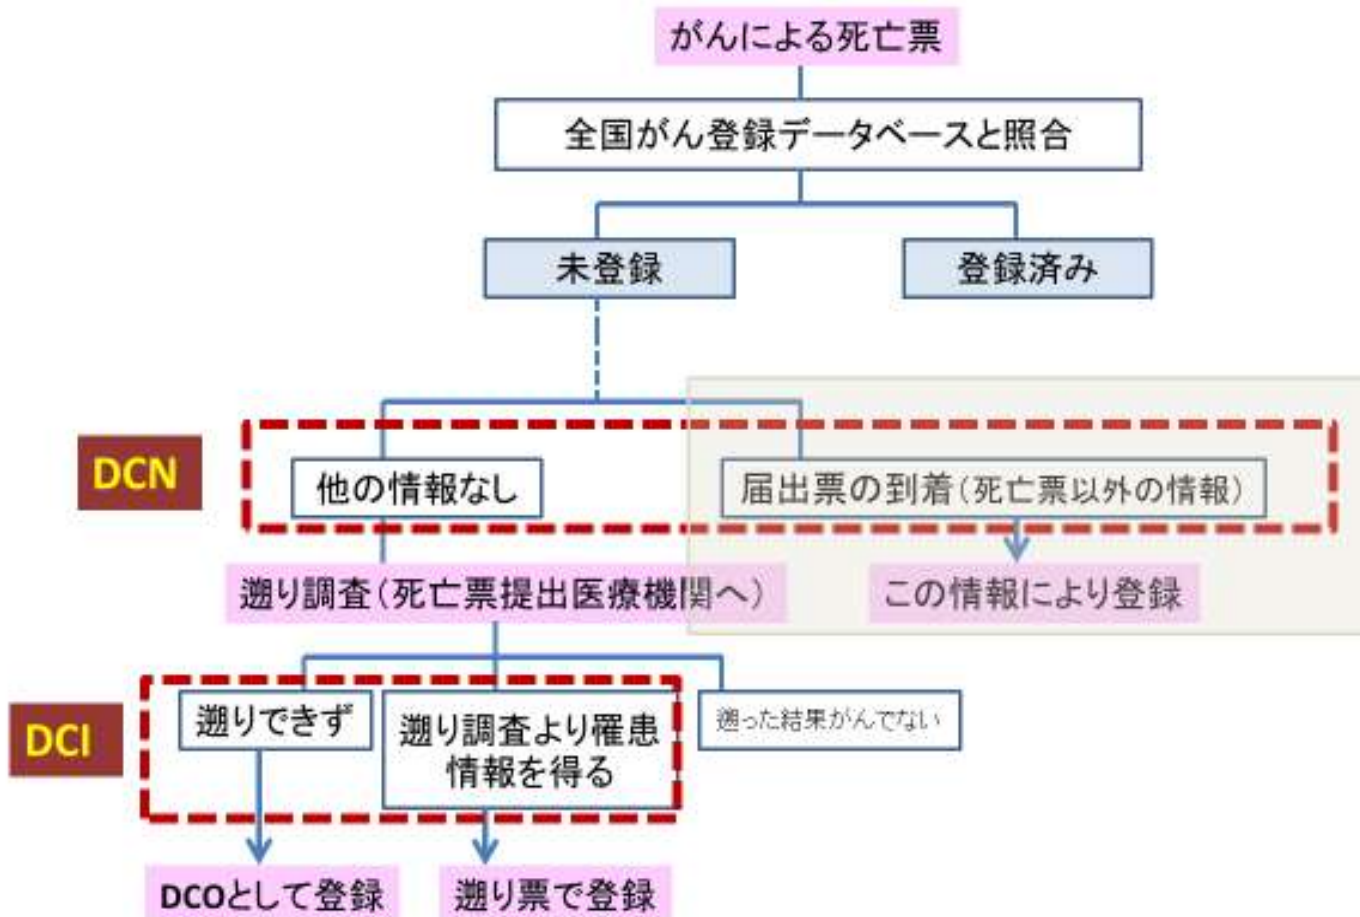 がんによる死亡票
全国がん登録データベースと照合
未登録
登録済み
DCN
他の情報なし
届出票の到着(死亡票以外の情報)
遡り調査(死亡票提出医療機関へ)
この情報により登録
DCI
遡りできず
遡り調査より罹患
情報を得る
遡った結果がんでない
DCOとして登録
遡り票で登録